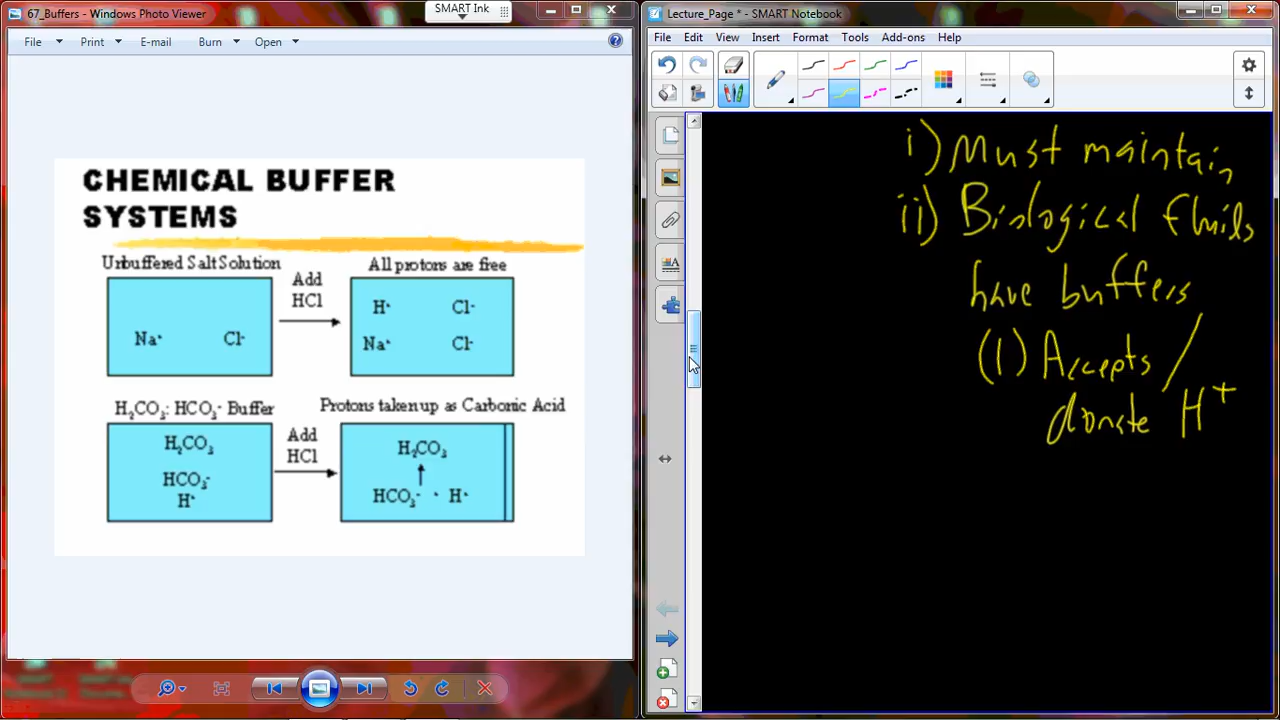 67_Buffers - Windows Photo Viewer
SMART Ink
File Print E-mail Burn Open
CHEMICAL BUFFER
SYSTEMS
Unbuffered Salt Solution
Add
HCl
All protons are free
Na⁺ Cl⁻
H⁺ Cl⁻
Na⁺ Cl⁻
H₂CO₃: HCO₃⁻ Buffer
Add
HCl
Protons taken up as Carbonic Acid
H₂CO₃
HCO₃⁻
H⁺
H₂CO₃
HCO₃⁻ + H⁺
Lecture_Page * - SMART Notebook
File Edit View Insert Format Tools Add-ons Help
i) Must maintain
ii) Biological fluids
have buffers
(1) Accepts /
donate H⁺